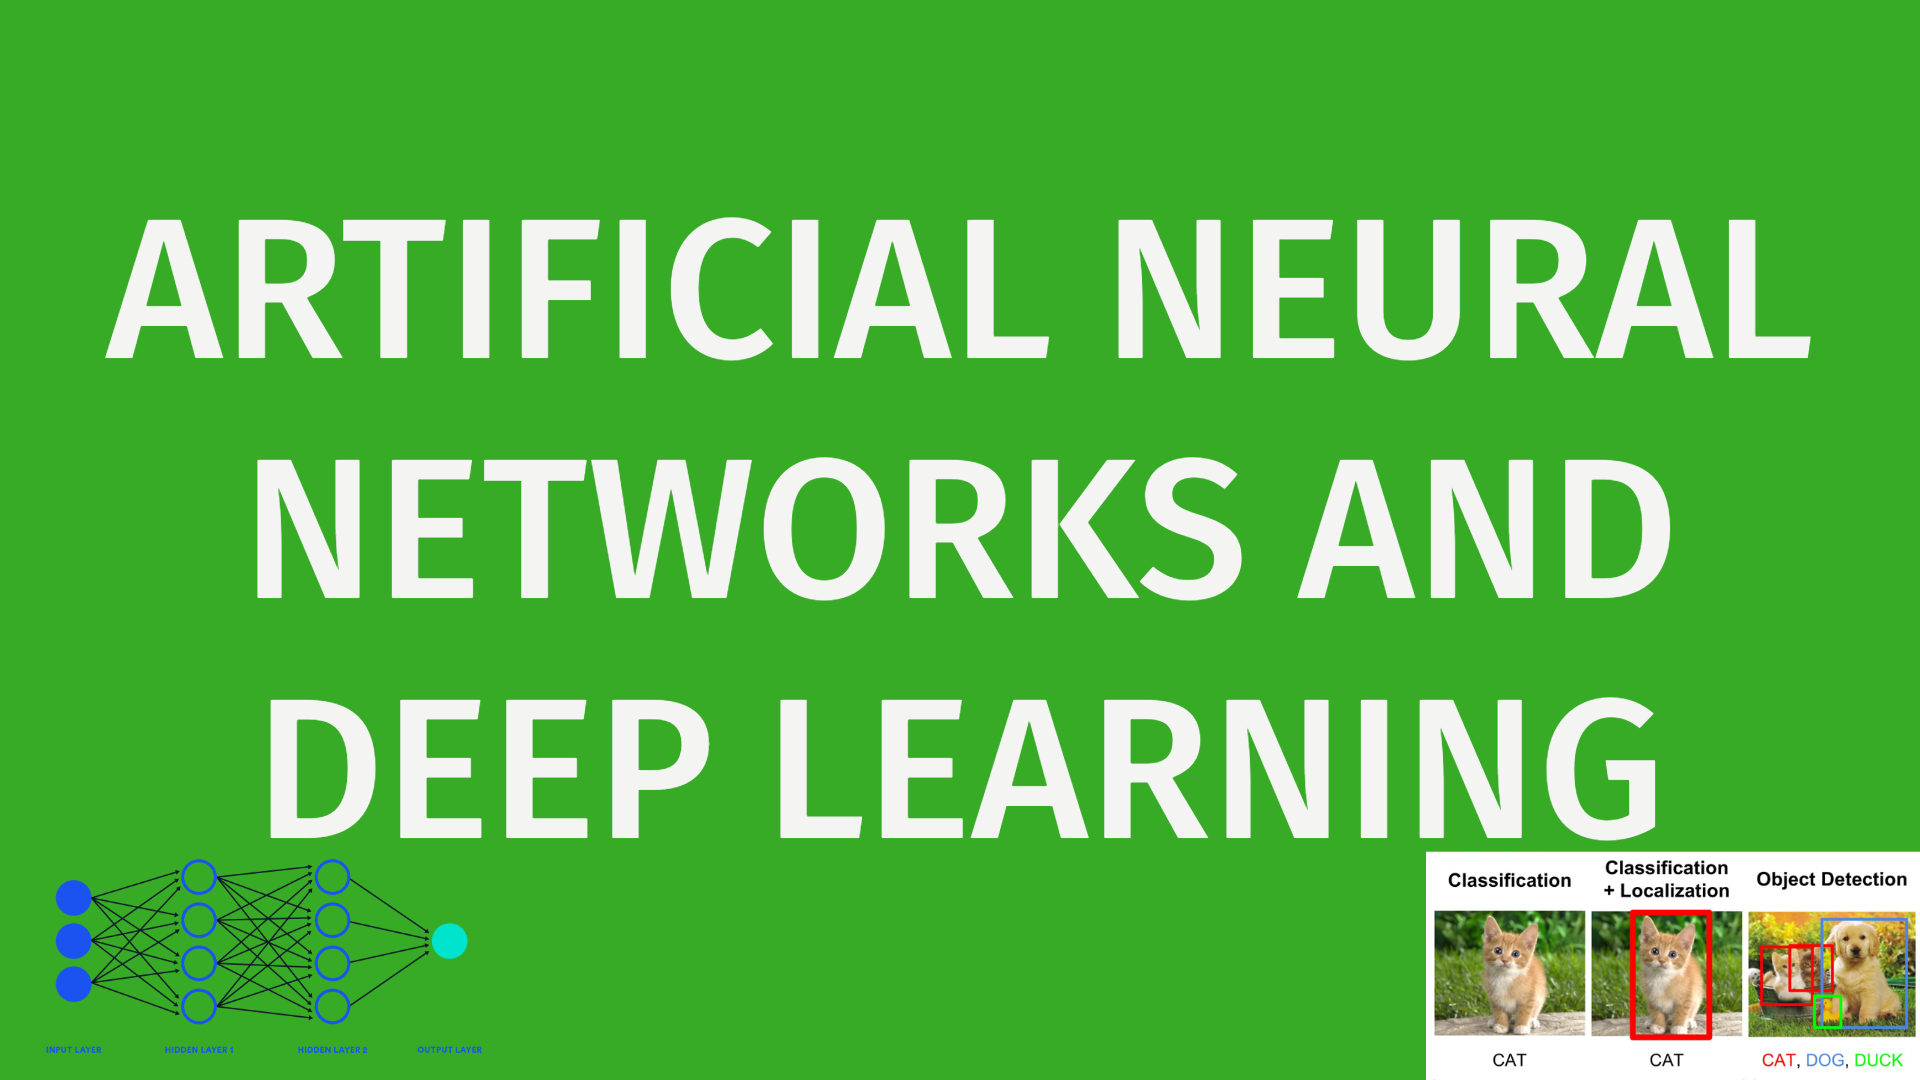 ARTIFICIAL NEURAL
NETWORKS AND
DEEP LEARNING
INPUT LAYER
HIDDEN LAYER 1
HIDDEN LAYER 2
OUTPUT LAYER
Classification
Classification
+ Localization
Object Detection
CAT
CAT
CAT, DOG, DUCK